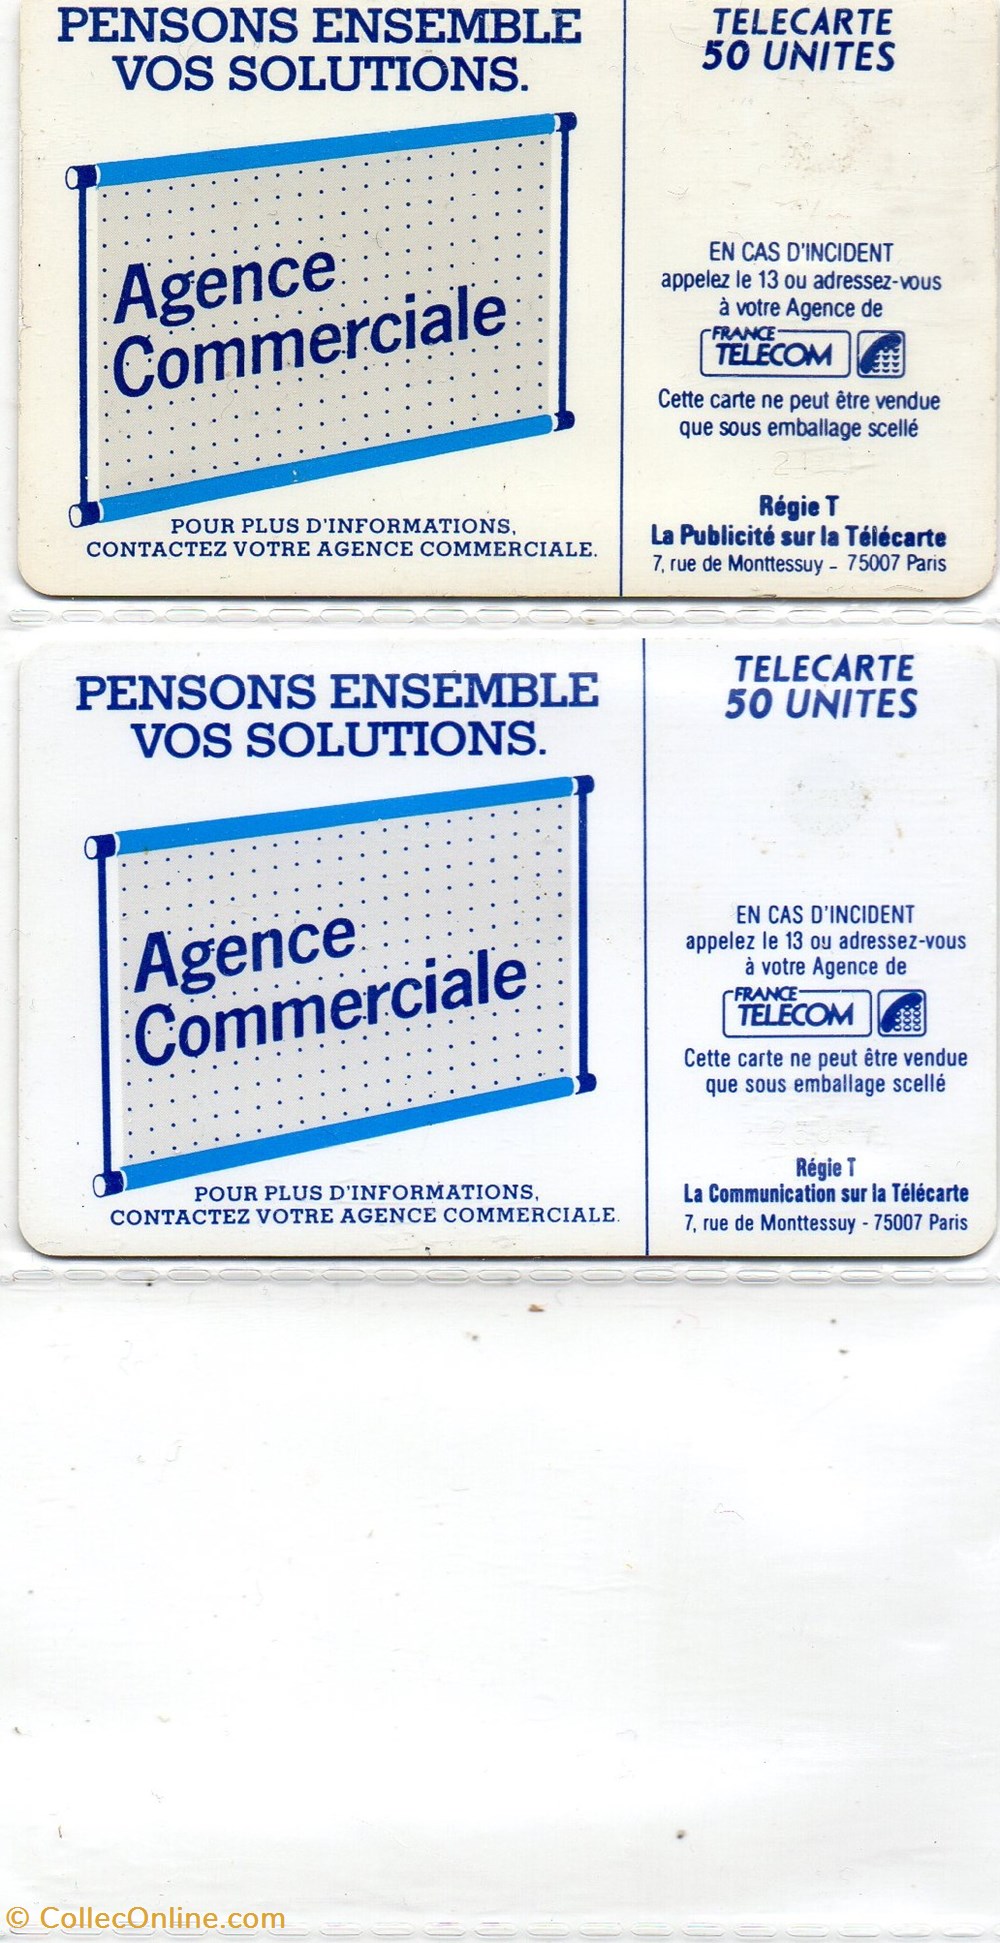 PENSONS ENSEMBLE
VOS SOLUTIONS.
Agence
Commerciale
POUR PLUS D'INFORMATIONS,
CONTACTEZ VOTRE AGENCE COMMERCIALE.
TELECARTE
50 UNITES
EN CAS D'INCIDENT
appelez le 13 ou adressez-vous
à votre Agence de
FRANCE
TELECOM
Cette carte ne peut être vendue
que sous emballage scellé
Régie T
La Publicité sur la Télécarte
7, rue de Monttessuy - 75007 Paris
PENSONS ENSEMBLE
VOS SOLUTIONS.
Agence
Commerciale
POUR PLUS D'INFORMATIONS,
CONTACTEZ VOTRE AGENCE COMMERCIALE.
TELECARTE
50 UNITES
EN CAS D'INCIDENT
appelez le 13 ou adressez-vous
à votre Agence de
FRANCE
TELECOM
Cette carte ne peut être vendue
que sous emballage scellé
Régie T
La Communication sur la Télécarte
7, rue de Monttessuy - 75007 Paris
© CollecOnline.com